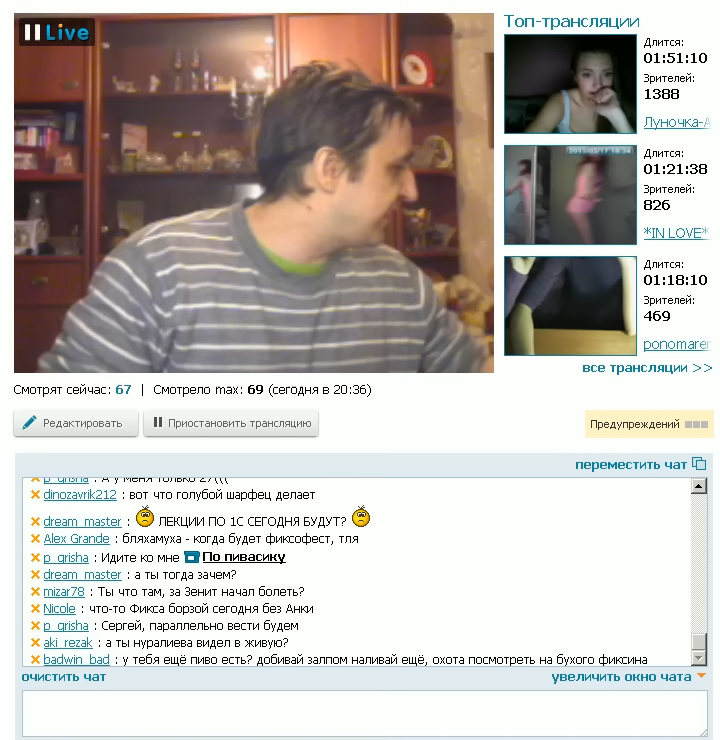 Live
Топ-трансляции
Длится:
01:51:10
Зрителей:
1388
Луночка-А
Длится:
01:21:38
Зрителей:
826
*IN LOVE*
Длится:
01:18:10
Зрителей:
469
ponomarer
все трансляции >>
Смотрят сейчас: 67 | Смотрело max: 69 (сегодня в 20:36)
Редактировать
Приостановить трансляцию
Предупреждений
переместить чат
p_grisha : А у меня только 27(((
dinozavrik212 : вот что голубой шарфец делает
dream_master : ЛЕКЦИИ ПО 1С СЕГОДНЯ БУДУТ?
Alex Grande : бляхамуха - когда будет фиксофест, тля
p_grisha : Идите ко мне По пивасику
dream_master : а ты тогда зачем?
mizar78 : Ты что там, за Зенит начал болеть?
Nicole : что-то Фикса борзой сегодня без Анки
p_grisha : Сергей, параллельно вести будем
aki_rezak : а ты нуралиева видел в живую?
badwin_bad : у тебя ещё пиво есть? добивай залпом наливай ещё, охота посмотреть на бухого фиксина
очистить чат
увеличить окно чата